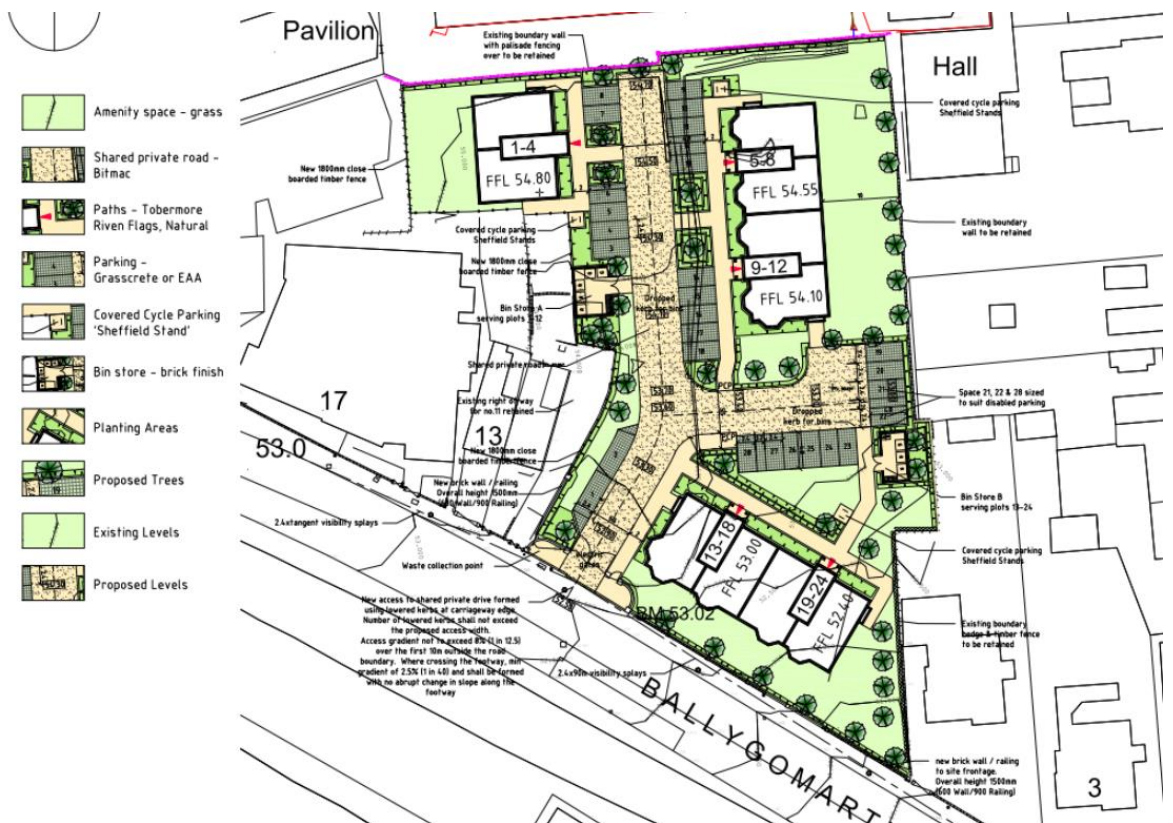 Pavilion
Hall
Amenity space - grass
Shared private road -
Bitmac
Paths - Tobermore
Riven Flags, Natural
Parking -
Grasscrete or EAA
Covered Cycle Parking
'Sheffield Stand'
Bin store - brick finish
Planting Areas
Proposed Trees
Existing Levels
Proposed Levels
Existing boundary wall
with palisade fencing
over to be retained
Covered cycle parking
Sheffield Stands
New 1800mm close
boarded timber fence
1-4
FFL 54.80
5-8
FFL 54.55
9-12
FFL 54.10
Existing boundary
wall to be retained
Covered cycle parking
Sheffield Stands
New 1800mm close
boarded timber fence
Bin Store A
serving plots
Dropped
kerb for bins
Shared private road
Existing right of way
for no.11 retained
17
13
53.0
New 1800mm close
boarded timber fence
New brick wall / railing
Overall height 1500mm
(600 Wall/900 Railing)
2.4xtangent visibility splays
Waste collection point
Dropped
kerb for bins
Space 21, 22 & 28 sized
to suit disabled parking
Bin Store B
serving plots 13-24
Covered cycle parking
Sheffield Stands
13-18
FFL 53.00
19-24
FFL 52.40
Existing boundary
hedge & timber fence
to be retained
BM 53.02
New access to shared private drive formed
using lowered kerbs at carriageway edge.
Number of lowered kerbs shall not exceed
the proposed access width.
Access gradient not to exceed 8% (1 in 12.5)
over the first 10m outside the road
boundary. Where crossing the footway, min
gradient of 2.5% (1 in 40) and shall be formed
with no abrupt change in slope along the
footway
2.4x90m visibility splays
BALLYGOMART
new brick wall / railing
to site frontage.
Overall height 1500mm
(600 Wall/900 Railing)
3